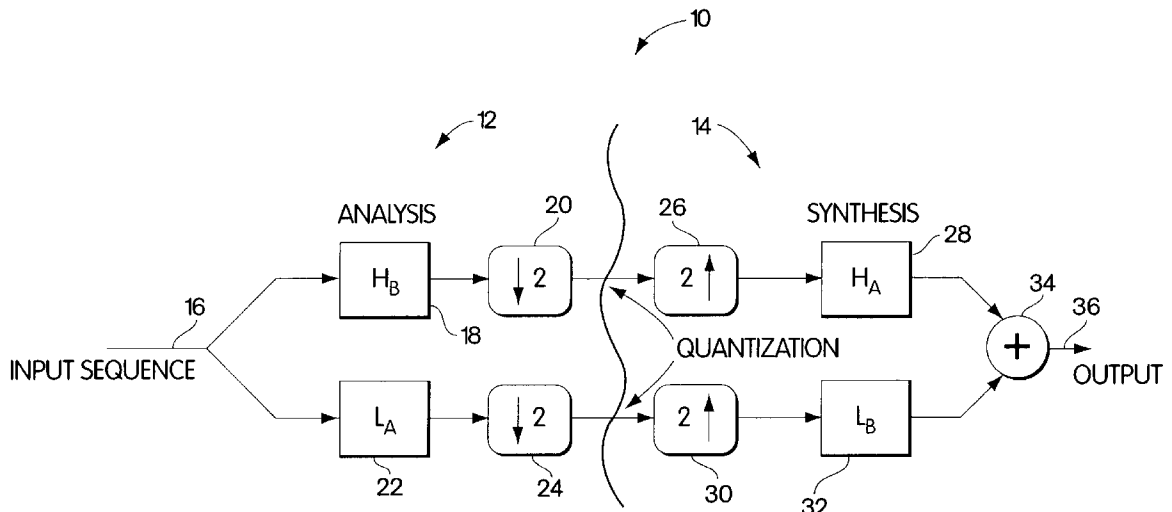 10
12
14
ANALYSIS
20
26
SYNTHESIS
28
H_B
↓ 2
2 ↑
H_A
34
16
18
36
INPUT SEQUENCE
QUANTIZATION
+
OUTPUT
L_A
↓ 2
2 ↑
L_B
22
24
30
32